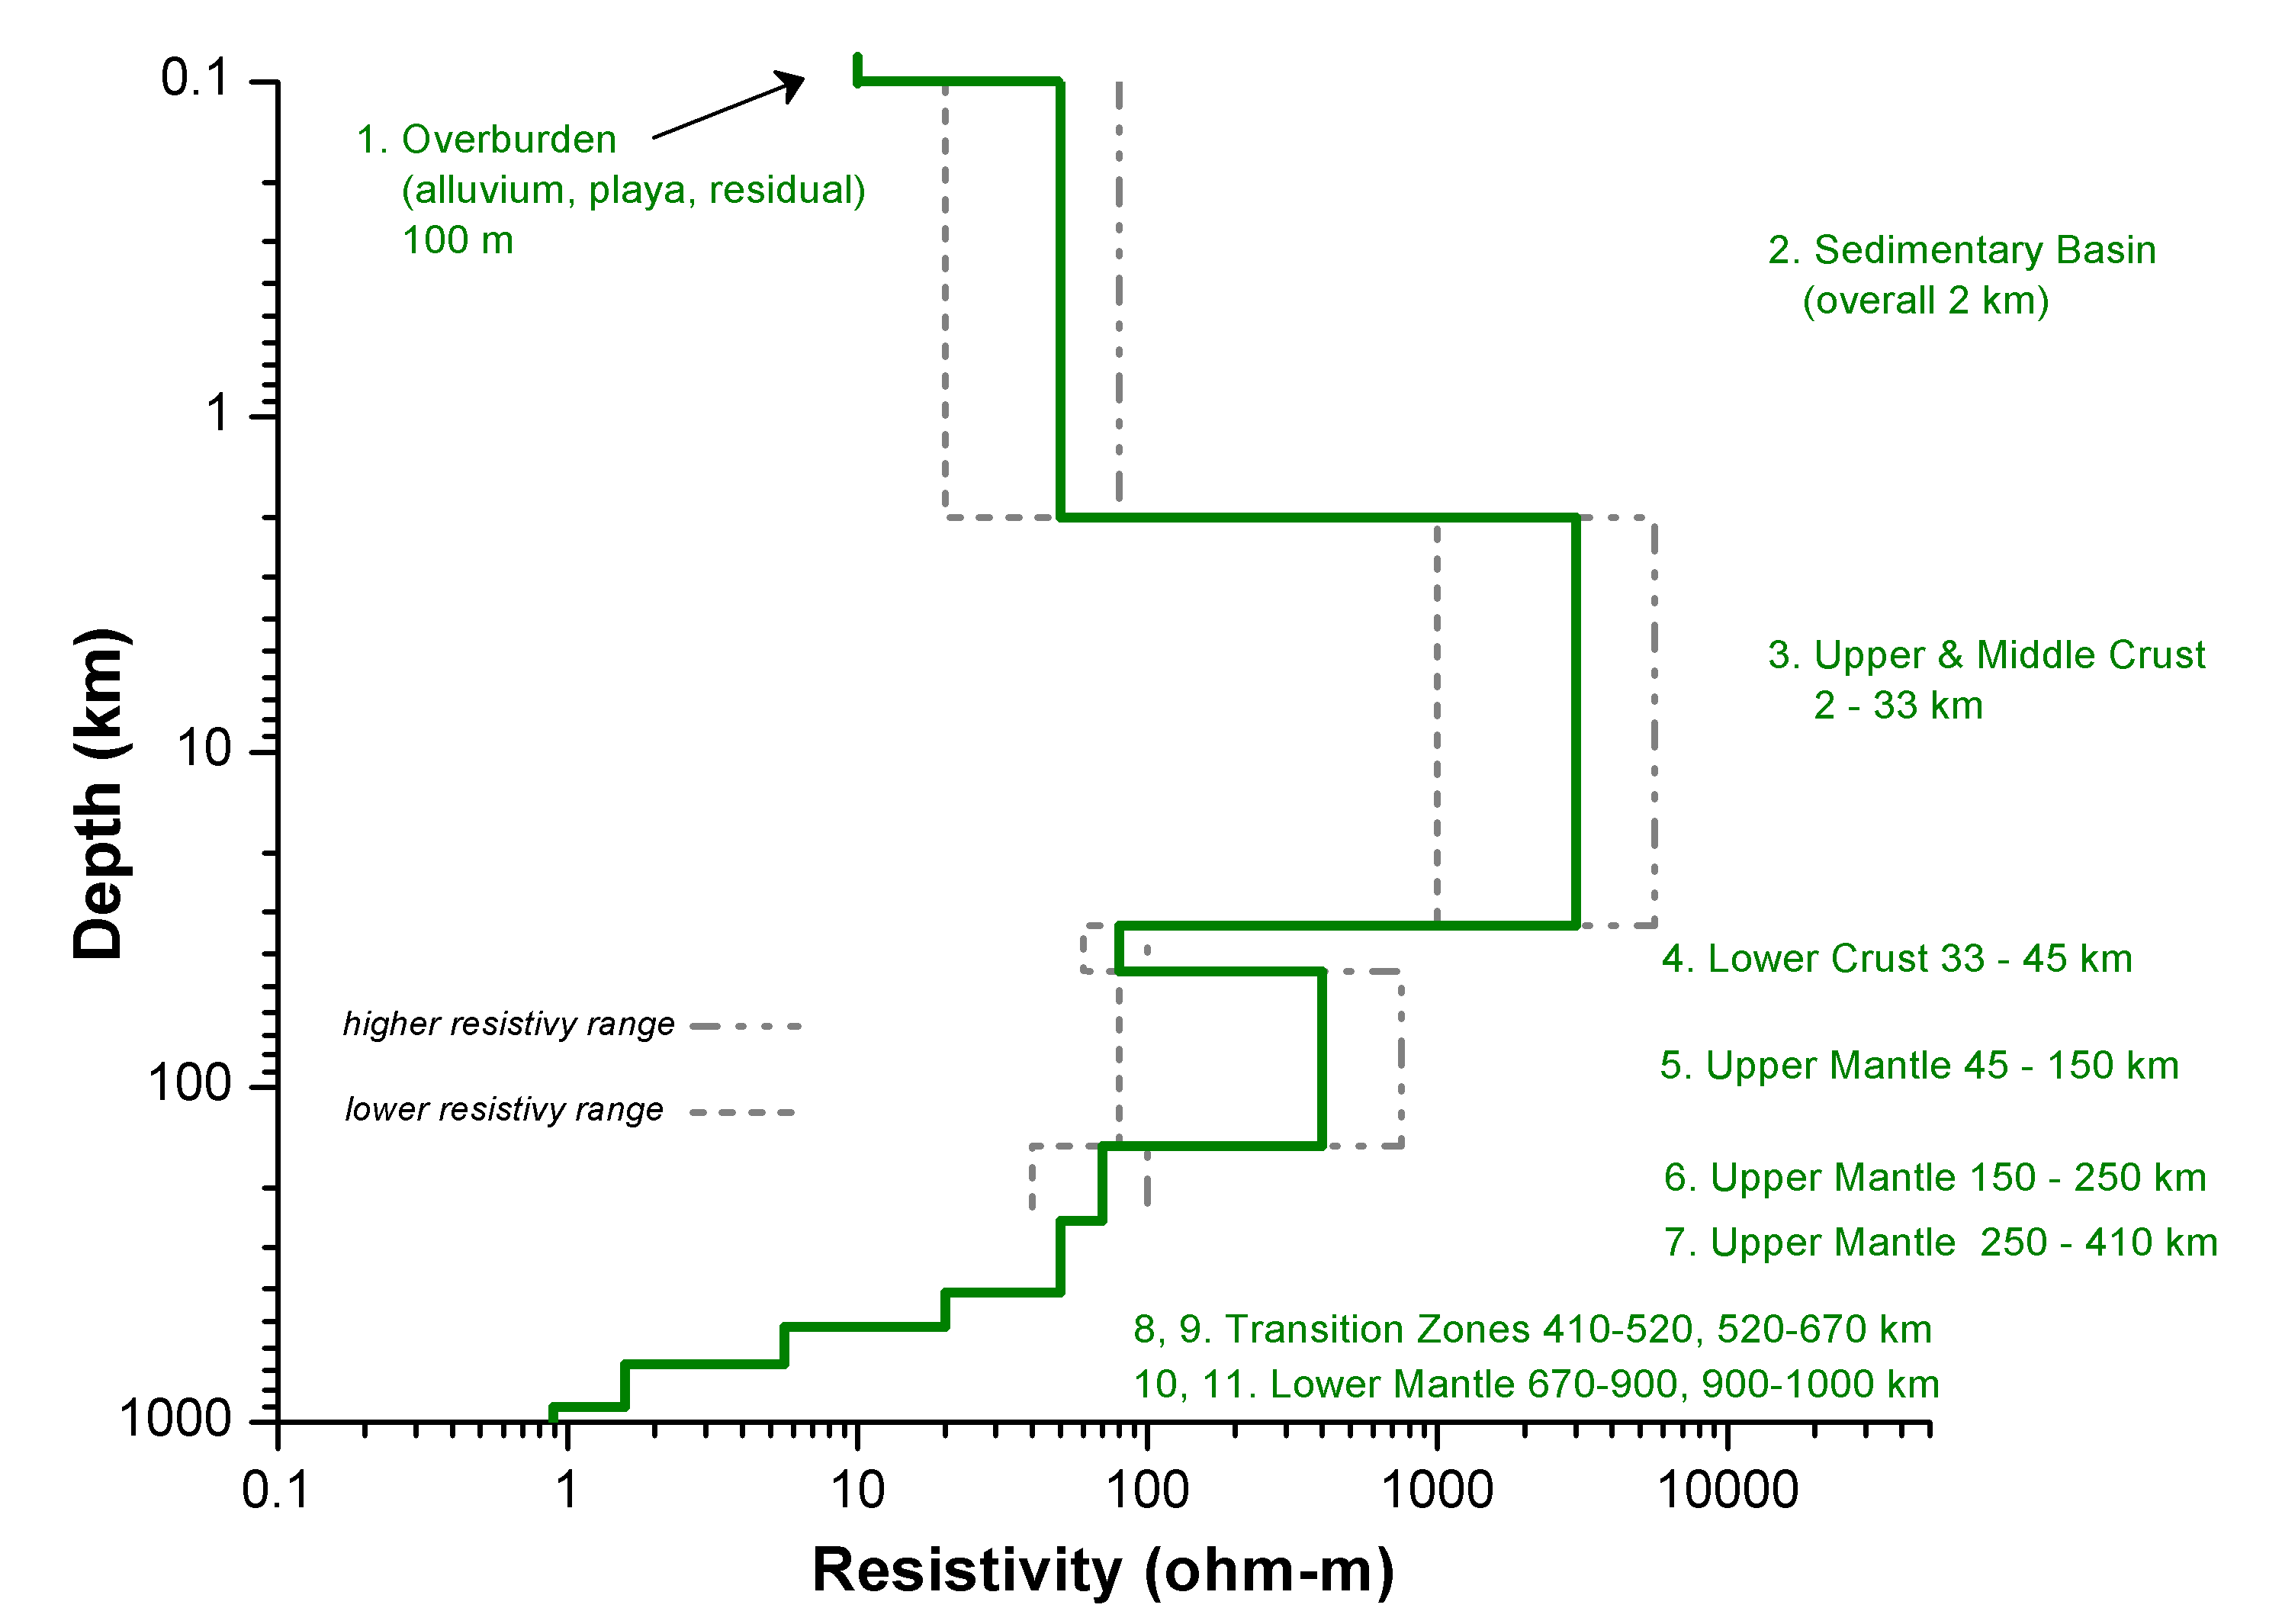 0.1
1. Overburden
(alluvium, playa, residual)
100 m
2. Sedimentary Basin
(overall 2 km)
1
3. Upper & Middle Crust
2 - 33 km
10
Depth (km)
4. Lower Crust 33 - 45 km
higher resistivy range
5. Upper Mantle 45 - 150 km
100
lower resistivy range
6. Upper Mantle 150 - 250 km
7. Upper Mantle 250 - 410 km
8, 9. Transition Zones 410-520, 520-670 km
10, 11. Lower Mantle 670-900, 900-1000 km
1000
0.1 1 10 100 1000 10000
Resistivity (ohm-m)